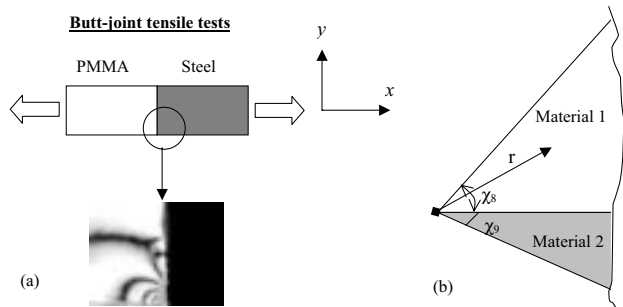 Butt-joint tensile tests
PMMA
Steel
y
x
(a)
Material 1
r
χ8
χ9
Material 2
(b)